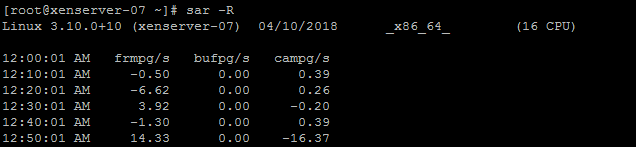 [root@xenserver-07 ~]# sar -R
Linux 3.10.0+10 (xenserver-07) 04/10/2018 _x86_64_ (16 CPU)
12:00:01 AM frmpg/s bufpg/s campg/s
12:10:01 AM -0.50 0.00 0.39
12:20:01 AM -6.62 0.00 0.26
12:30:01 AM 3.92 0.00 -0.20
12:40:01 AM -1.30 0.00 0.39
12:50:01 AM 14.33 0.00 -16.37